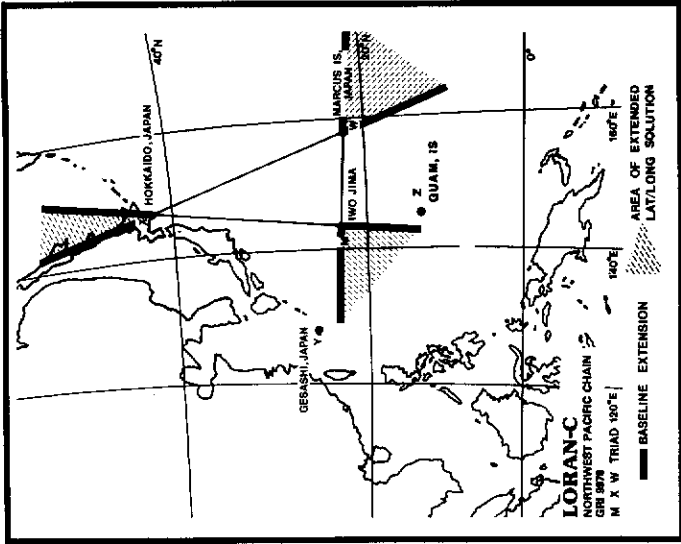 40°N
HOKKAIDO, JAPAN
MARCUS IS,
JAPAN
W
20°N
IWO JIMA
M
Z
GUAM, IS
GESASHI, JAPAN
Y
0°
160°E
140°E
LORAN-C
NORTHWEST PACIFIC CHAIN
GRI 9970
M X W TRIAD 120°E
BASELINE EXTENSION
AREA OF EXTENDED
LAT/LONG SOLUTION